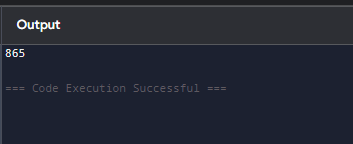 Output
865
=== Code Execution Successful ===